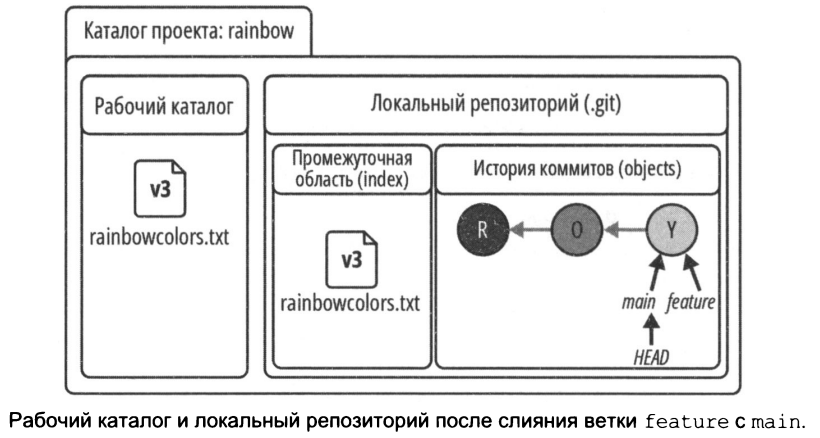 Каталог проекта: rainbow
Рабочий каталог
Локальный репозиторий (.git)
Промежуточная
область (index)
История коммитов (objects)
v3
rainbowcolors.txt
v3
rainbowcolors.txt
R
O
Y
main
feature
HEAD
Рабочий каталог и локальный репозиторий после слияния ветки feature с main.